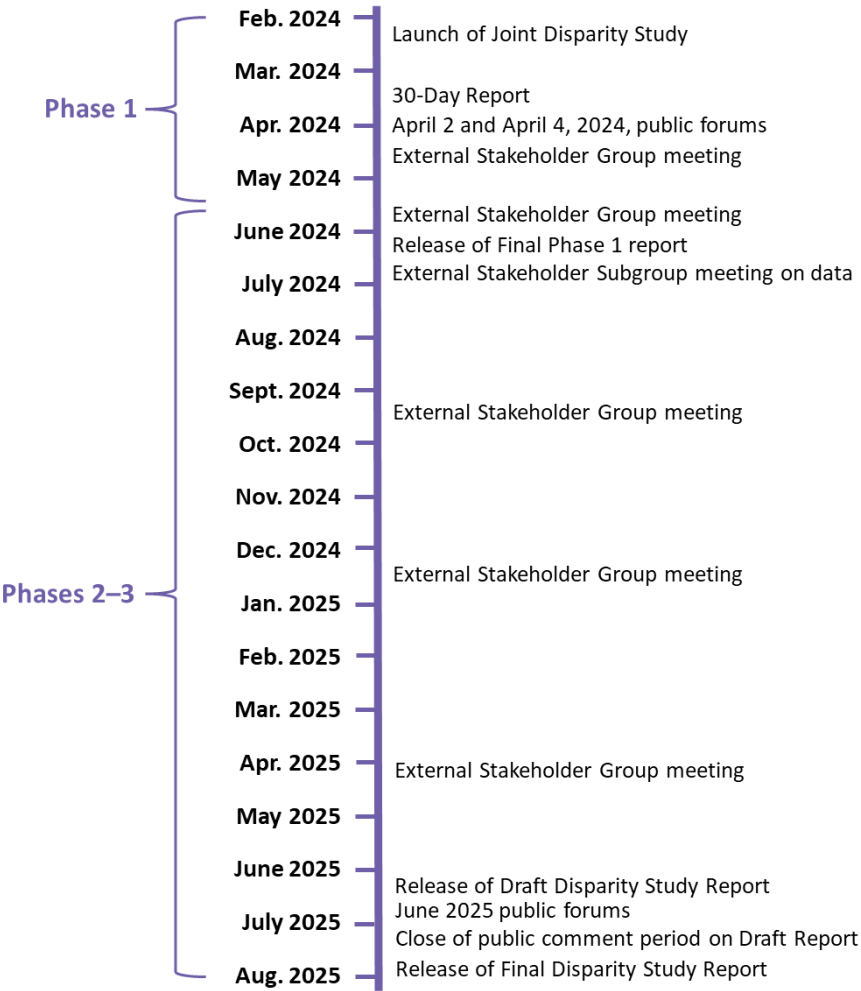 Feb. 2024
Launch of Joint Disparity Study
Mar. 2024
30-Day Report
Phase 1
Apr. 2024
April 2 and April 4, 2024, public forums
External Stakeholder Group meeting
May 2024
External Stakeholder Group meeting
June 2024
Release of Final Phase 1 report
External Stakeholder Subgroup meeting on data
July 2024
Aug. 2024
Sept. 2024
External Stakeholder Group meeting
Oct. 2024
Nov. 2024
Dec. 2024
External Stakeholder Group meeting
Phases 2–3
Jan. 2025
Feb. 2025
Mar. 2025
Apr. 2025
External Stakeholder Group meeting
May 2025
June 2025
Release of Draft Disparity Study Report
June 2025 public forums
July 2025
Close of public comment period on Draft Report
Release of Final Disparity Study Report
Aug. 2025